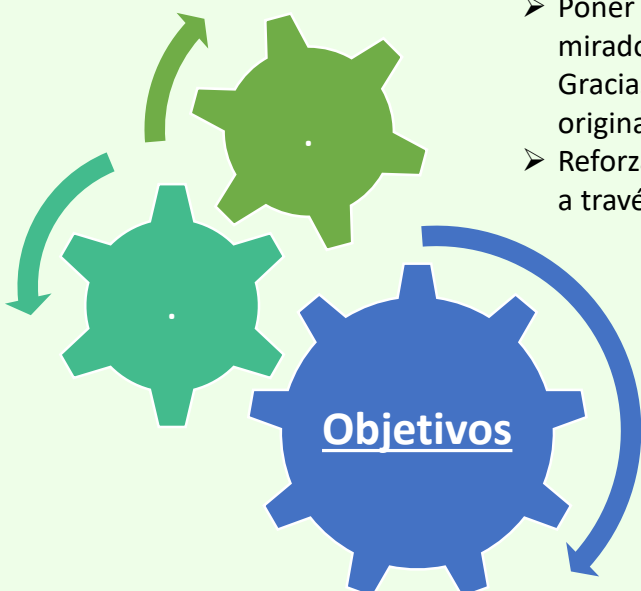 ➢ Poner
mirado
Gracia
origina
➢ Reforz
a travé
Objetivos